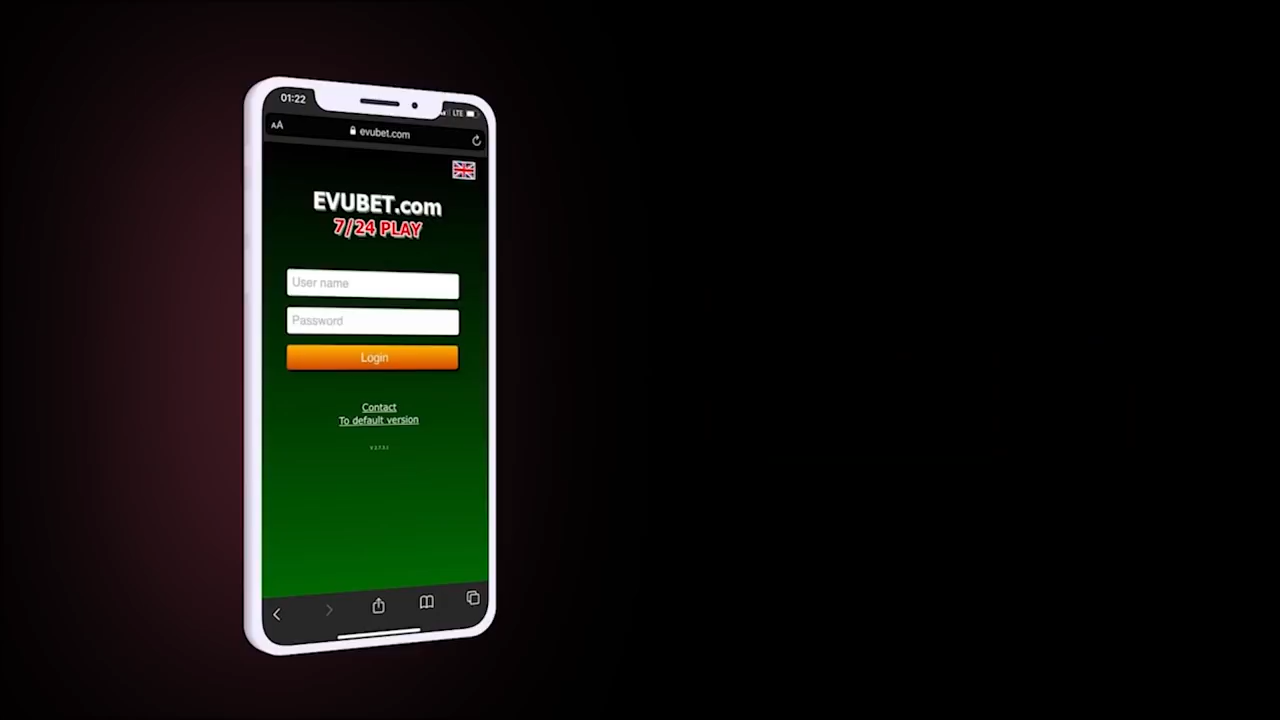 01:22
LTE
AA
evubet.com
EVUBET.com
7/24 PLAY
User name
Password
Login
Contact
To default version